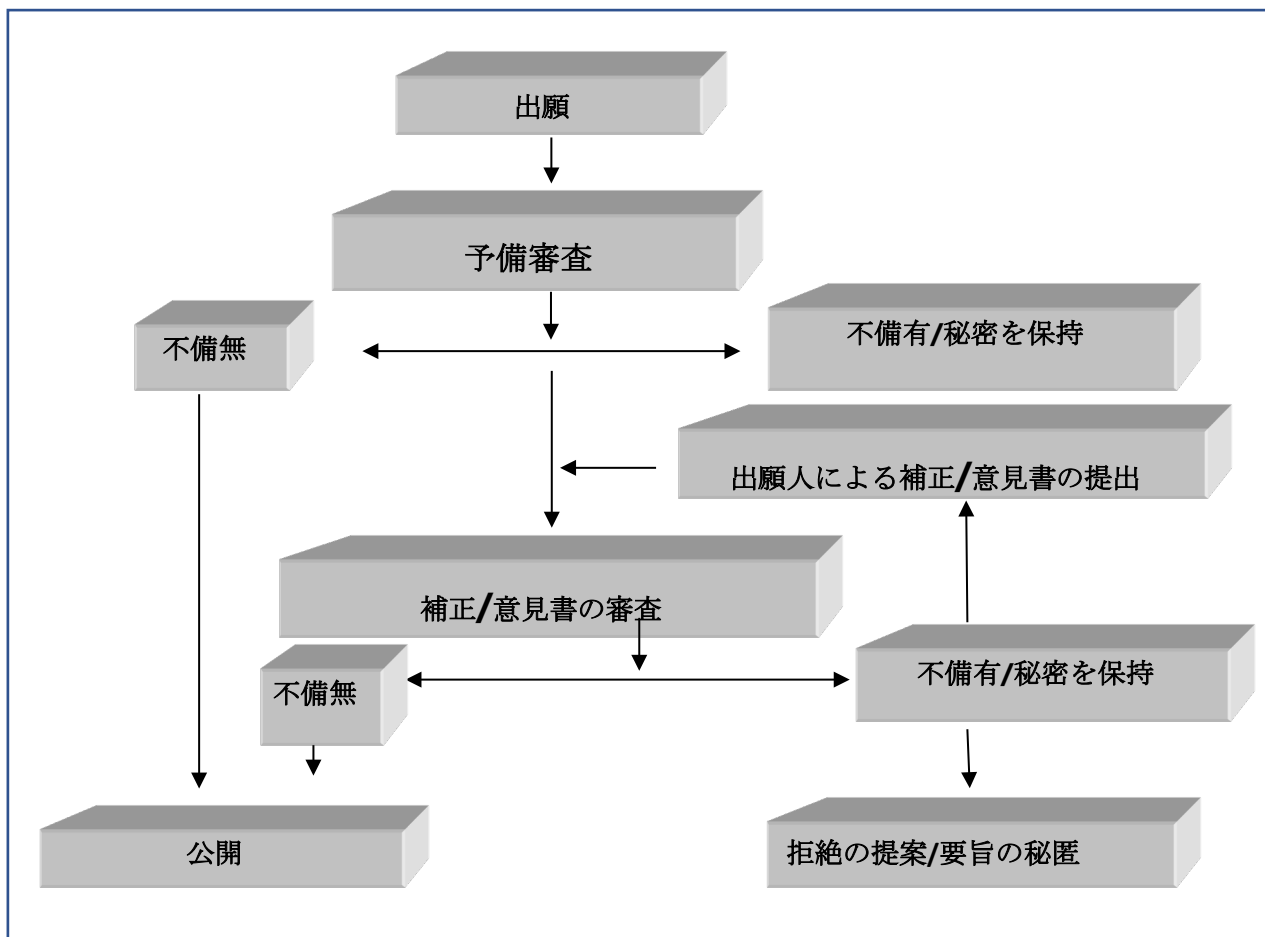 出願
予備審査
不備無
不備有/秘密を保持
出願人による補正/意見書の提出
補正/意見書の審査
不備無
不備有/秘密を保持
公開
拒絶の提案/要旨の秘匿